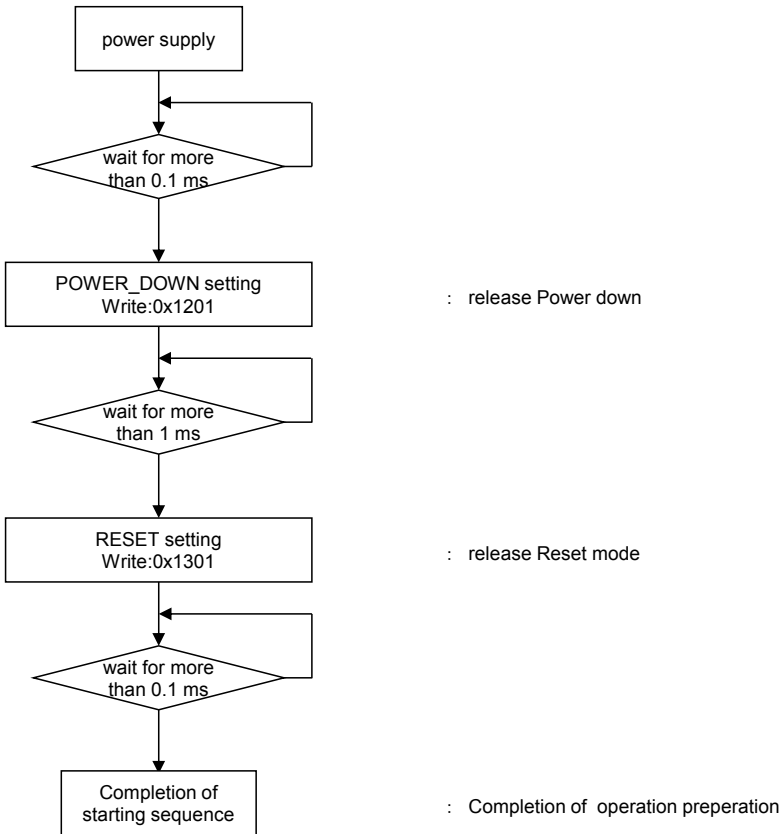 power supply
wait for more
than 0.1 ms
POWER_DOWN setting
Write:0x1201
: release Power down
wait for more
than 1 ms
RESET setting
Write:0x1301
: release Reset mode
wait for more
than 0.1 ms
Completion of
starting sequence
: Completion of operation preperation